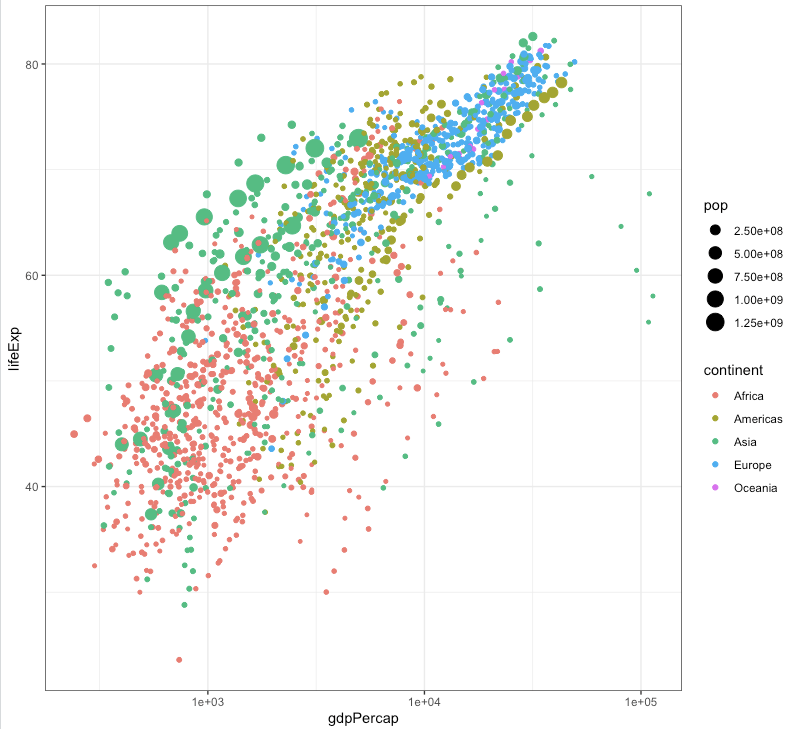 80
60
40
lifeExp
1e+03
1e+04
1e+05
gdpPercap
pop
2.50e+08
5.00e+08
7.50e+08
1.00e+09
1.25e+09
continent
Africa
Americas
Asia
Europe
Oceania